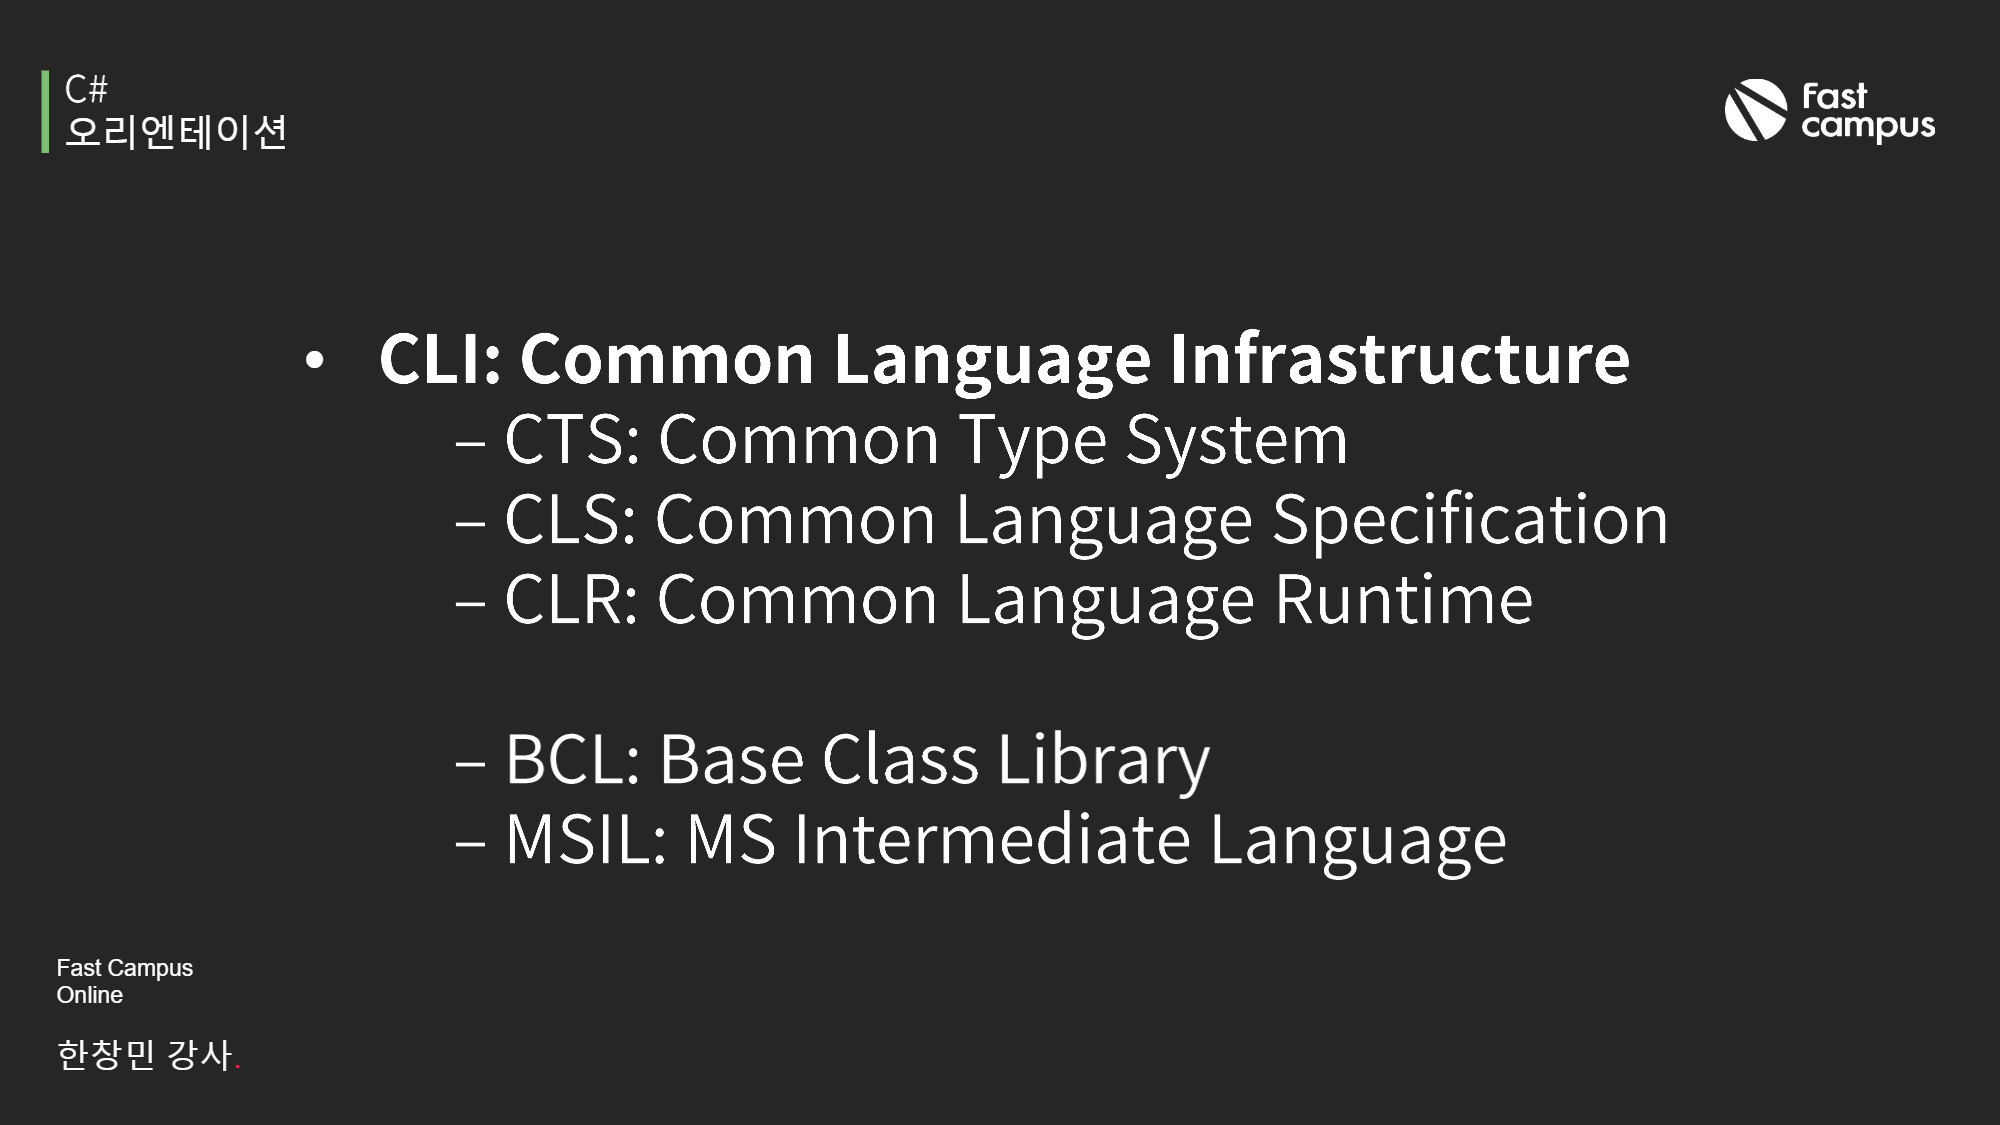 C#
오리엔테이션
Fast
campus
• CLI: Common Language Infrastructure
– CTS: Common Type System
– CLS: Common Language Specification
– CLR: Common Language Runtime
– BCL: Base Class Library
– MSIL: MS Intermediate Language
Fast Campus
Online
한창민 강사.